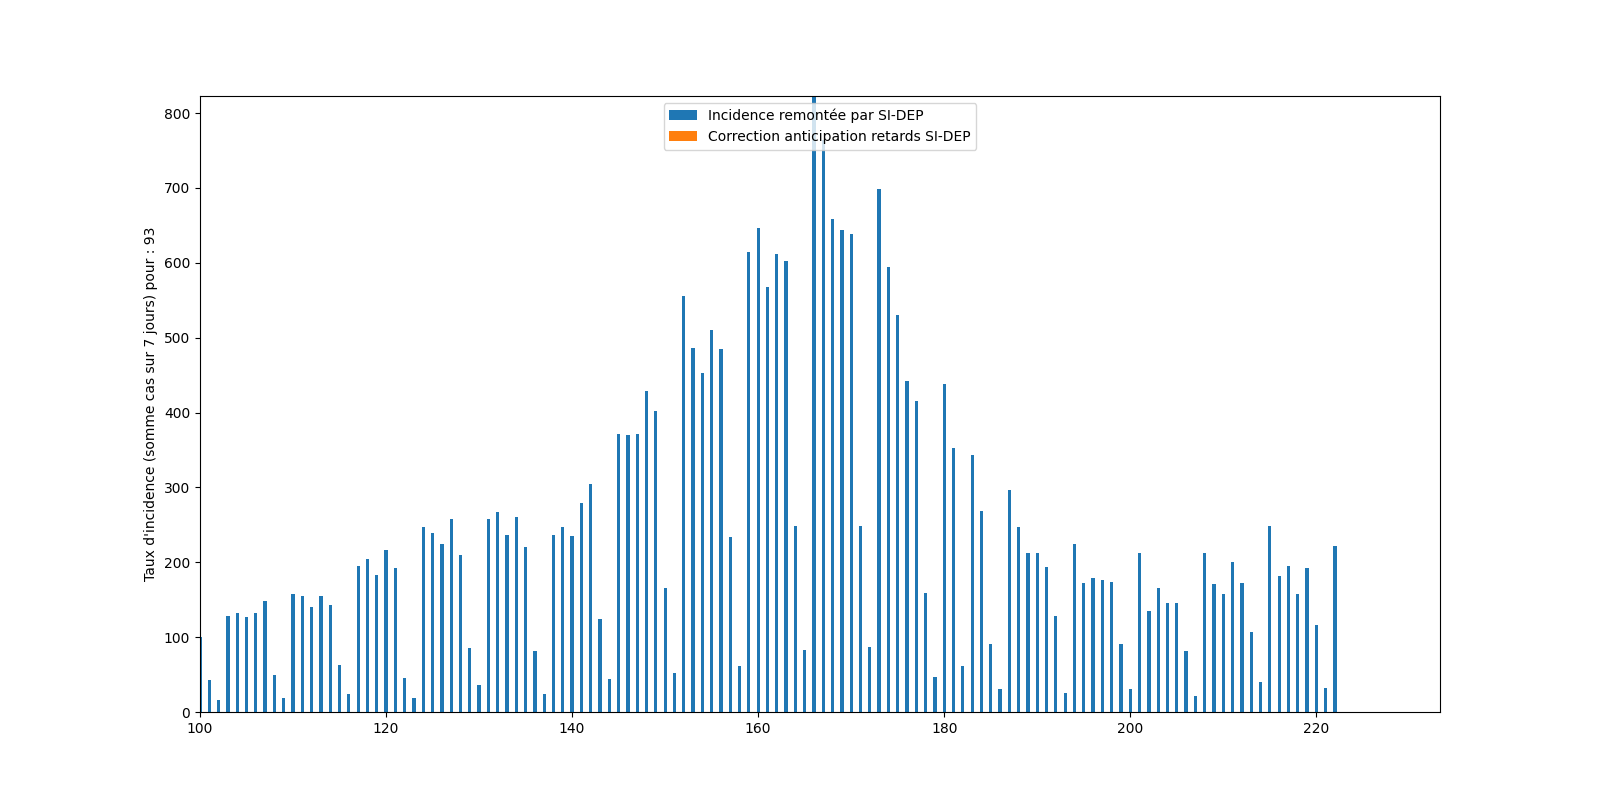 Incidence remontée par SI-DEP
Correction anticipation retards SI-DEP
Taux d'incidence (somme cas sur 7 jours) pour : 93
800
700
600
500
400
300
200
100
0
100 120 140 160 180 200 220